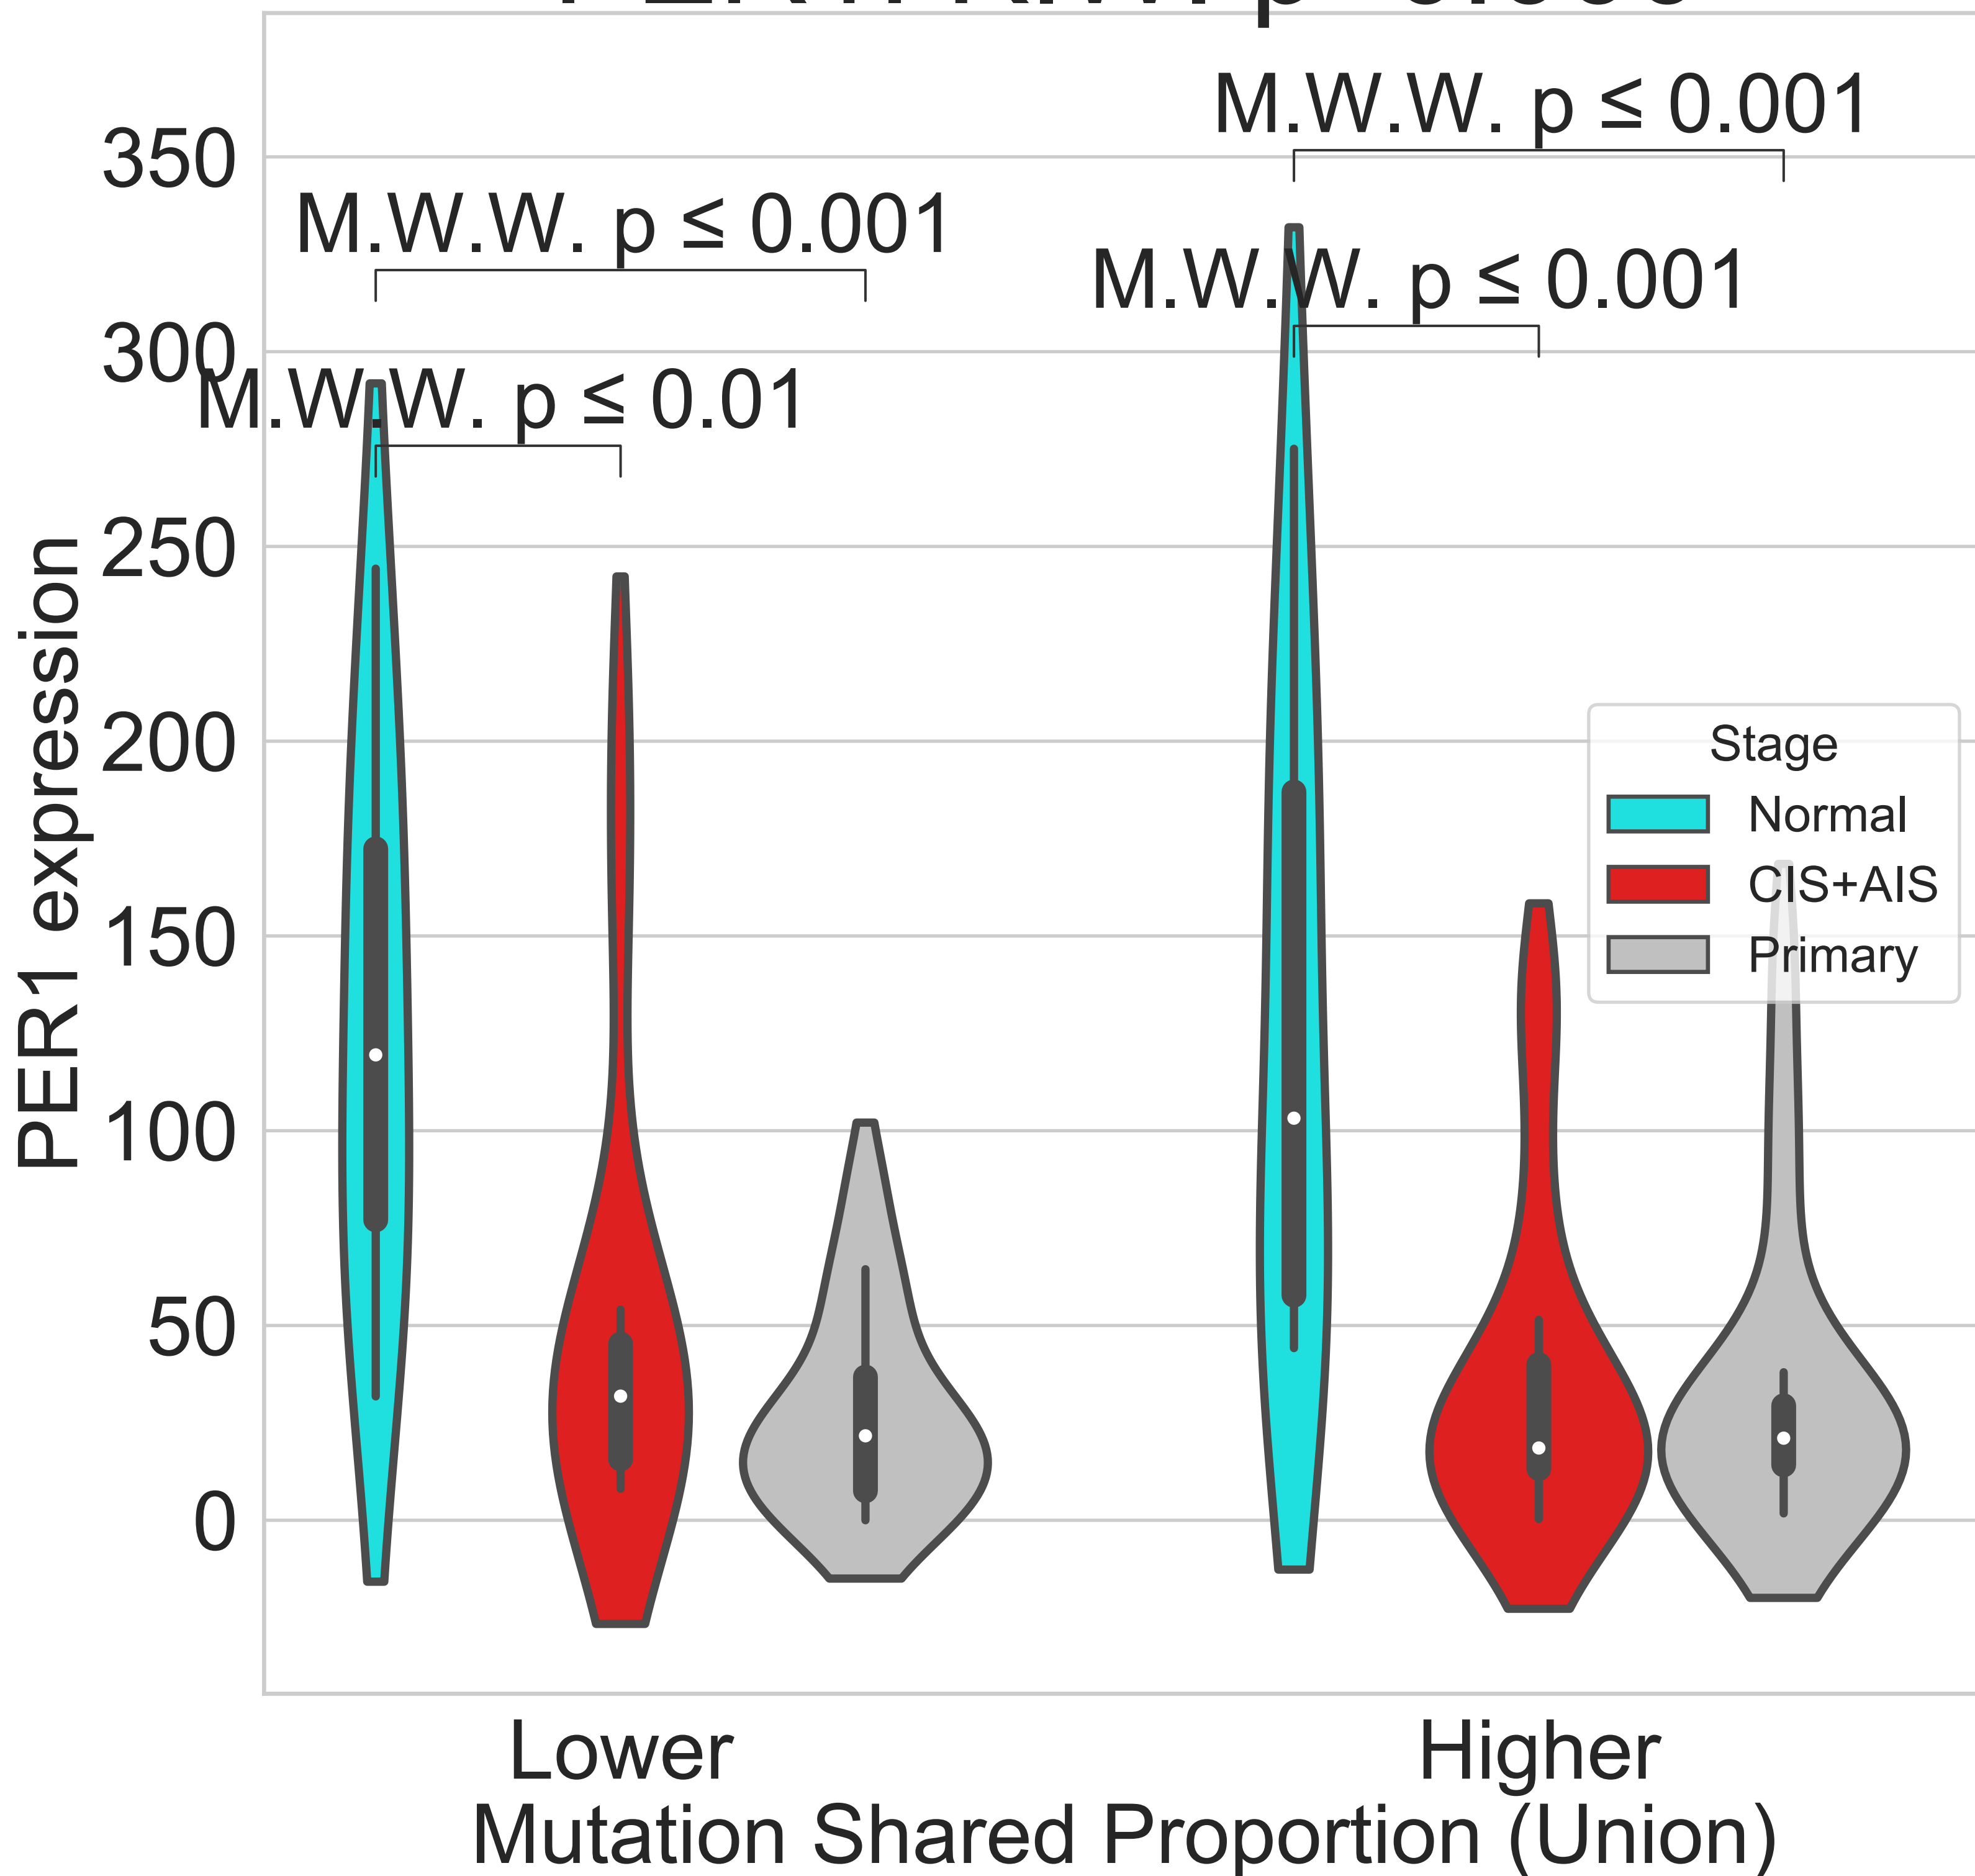 M.W.W. p ≤ 0.001
350
M.W.W. p ≤ 0.001
M.W.W. p ≤ 0.001
300
M.W.W. p ≤ 0.01
250
200
150
100
50
0
PER1 expression
Stage
Normal
CIS+AIS
Primary
Lower
Higher
Mutation Shared Proportion (Union)